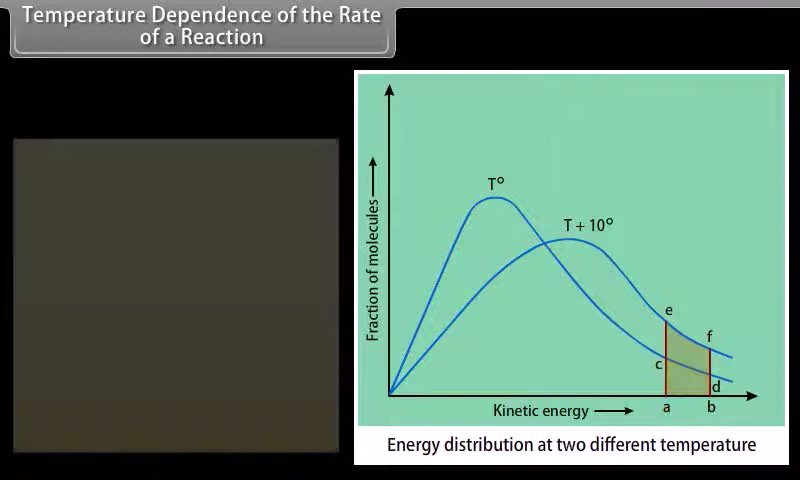 Temperature Dependence of the Rate
of a Reaction
T°
T + 10°
Fraction of molecules
e
f
c
d
a
b
Kinetic energy
Energy distribution at two different temperature